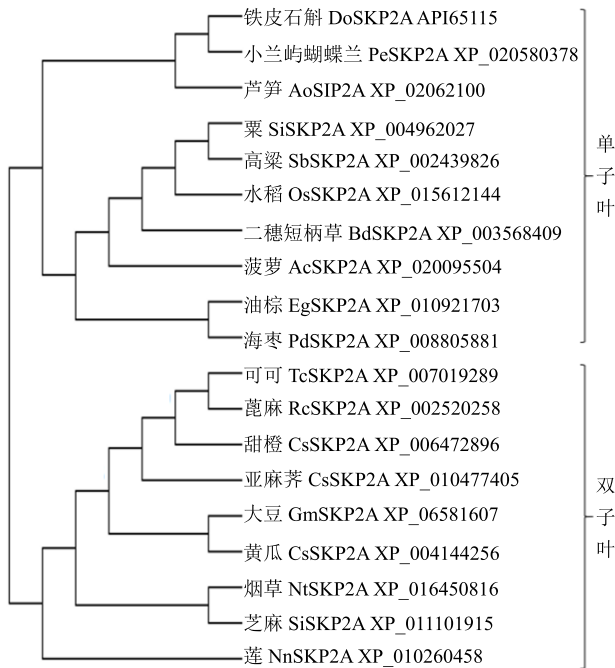 铁皮石斛 DoSKP2A API65115
小兰屿蝴蝶兰 PeSKP2A XP_020580378
芦笋 AoSIP2A XP_02062100
粟 SiSKP2A XP_004962027
高粱 SbSKP2A XP_002439826
水稻 OsSKP2A XP_015612144
二穗短柄草 BdSKP2A XP_003568409
菠萝 AcSKP2A XP_020095504
油棕 EgSKP2A XP_010921703
海枣 PdSKP2A XP_008805881
单子叶
可可 TcSKP2A XP_007019289
蓖麻 RcSKP2A XP_002520258
甜橙 CsSKP2A XP_006472896
亚麻荠 CsSKP2A XP_010477405
大豆 GmSKP2A XP_06581607
黄瓜 CsSKP2A XP_004144256
烟草 NtSKP2A XP_016450816
芝麻 SiSKP2A XP_011101915
莲 NnSKP2A XP_010260458
双子叶